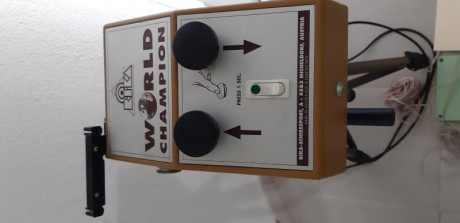 RIKA
WORLD
CHAMPION
PRESS 1 SEC.
RIKA-SCHIESSPORT, A - 4563 MICHELDORF, AUSTRIA